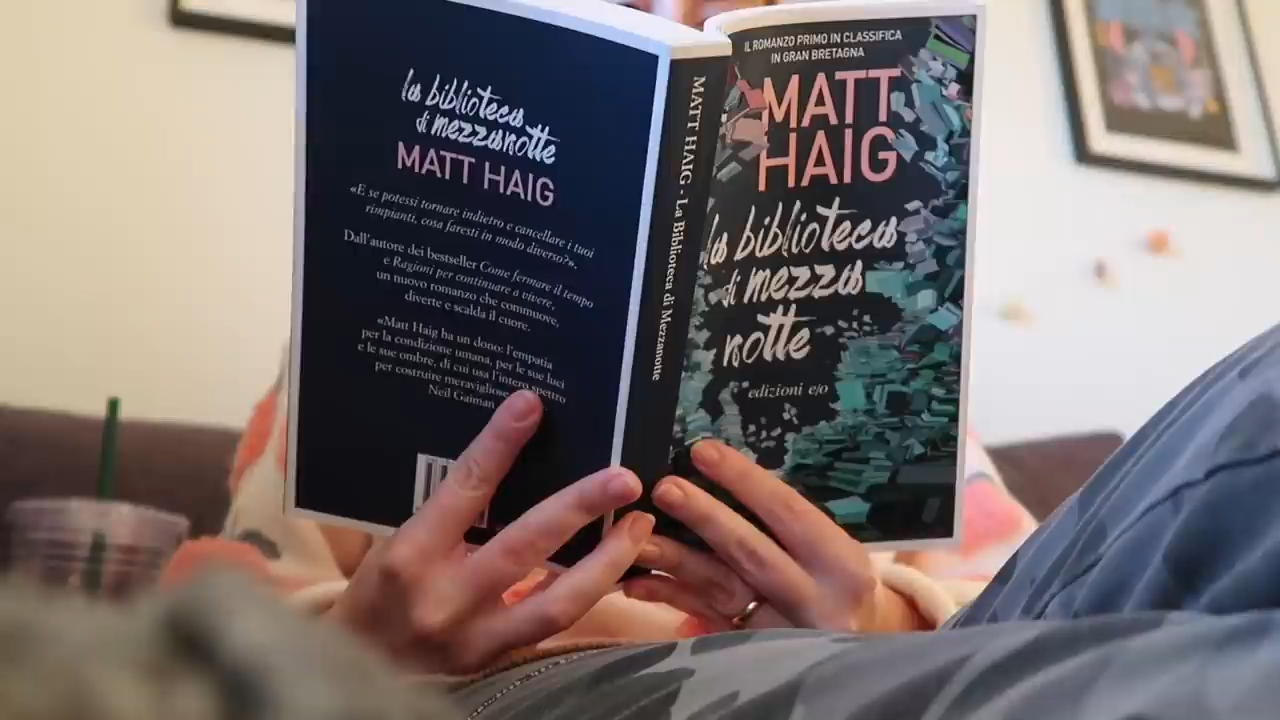 la biblioteca
di mezzanotte
MATT HAIG
«E se potessi tornare indietro e cancellare i tuoi
rimpianti, cosa faresti in modo diverso?».
Dall'autore dei bestseller Come fermare il tempo
e Ragioni per continuare a vivere,
un nuovo romanzo che commuove,
diverte e scalda il cuore.
«Matt Haig ha un dono: l'empatia
per la condizione umana, per le sue luci
e le sue ombre, di cui usa l'intero spettro
per costruire meravigliose
Neil Gaiman
MATT HAIG - La Biblioteca di Mezzanotte
IL ROMANZO PRIMO IN CLASSIFICA
IN GRAN BRETAGNA
MATT
HAIG
la biblioteca
di mezza
notte
edizioni e/o